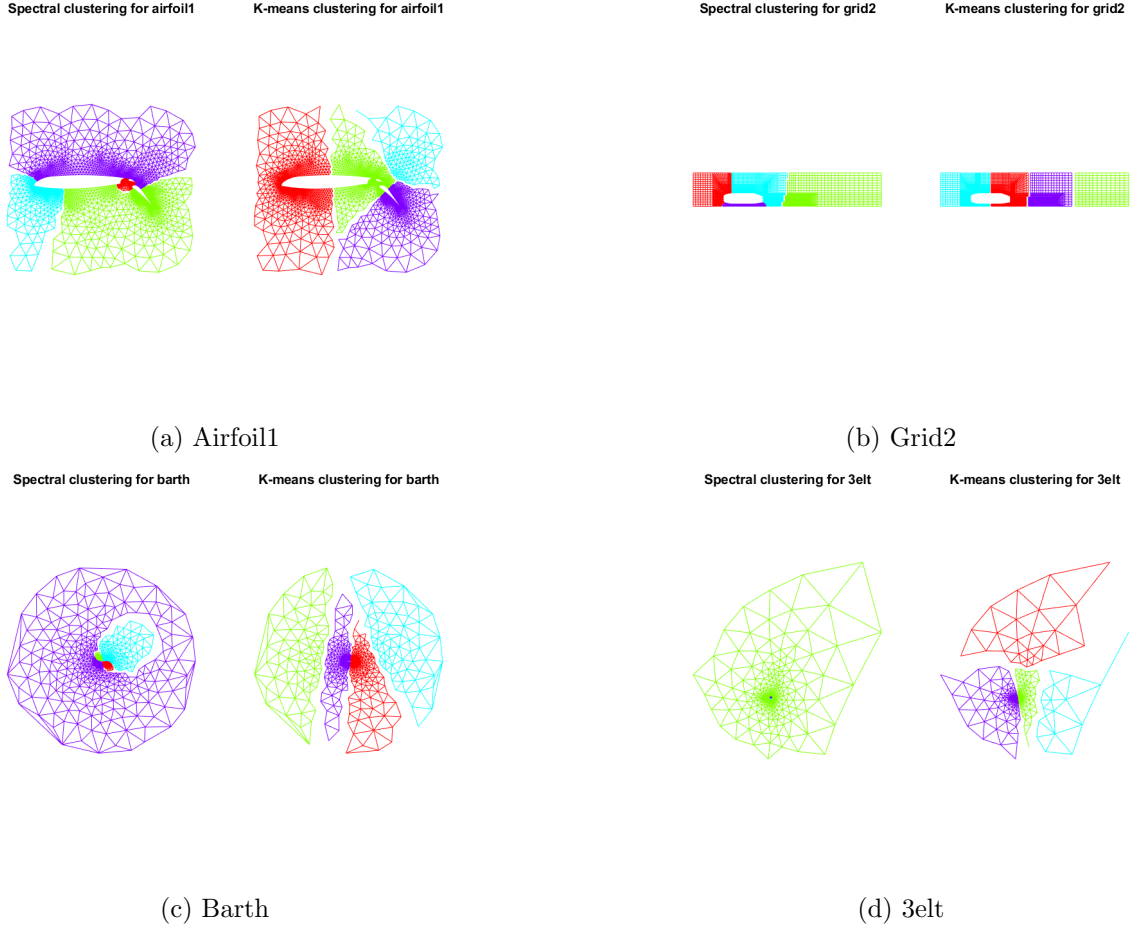 Spectral clustering for airfoil1
K-means clustering for airfoil1
Spectral clustering for grid2
K-means clustering for grid2
(a) Airfoil1
(b) Grid2
Spectral clustering for barth
K-means clustering for barth
Spectral clustering for 3elt
K-means clustering for 3elt
(c) Barth
(d) 3elt